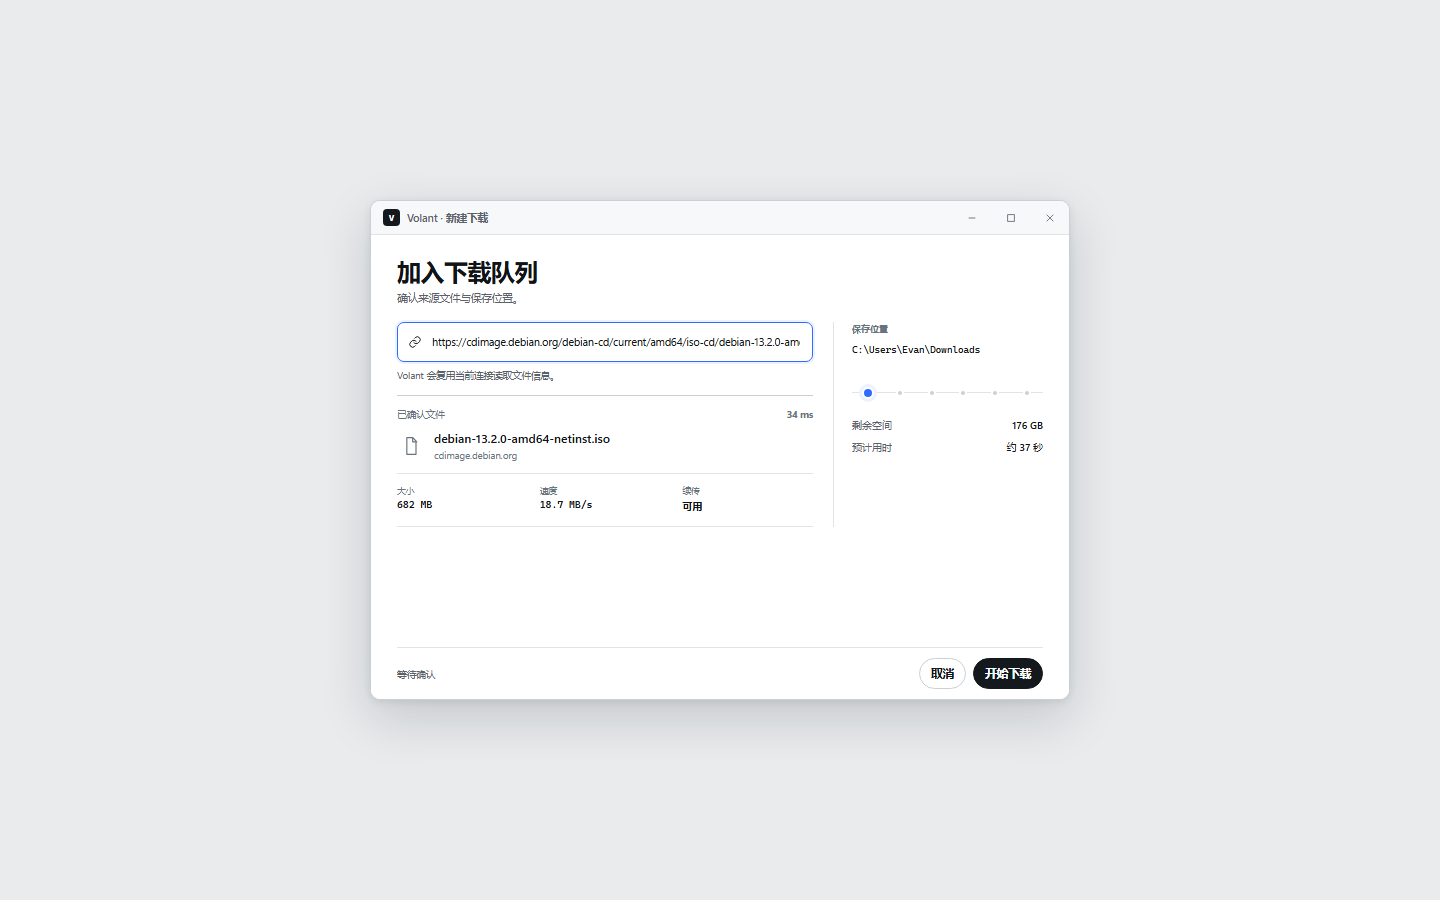 V Volant · 新建下载
加入下载队列
确认来源文件与保存位置。
https://cdimage.debian.org/debian-cd/current/amd64/iso-cd/debian-13.2.0-am
Volant 会复用当前连接读取文件信息。
已确认文件 34 ms
debian-13.2.0-amd64-netinst.iso
cdimage.debian.org
大小 速度 续传
682 MB 18.7 MB/s 可用
保存位置
C:\Users\Evan\Downloads
剩余空间 176 GB
预计用时 约 37 秒
等待确认 取消 开始下载